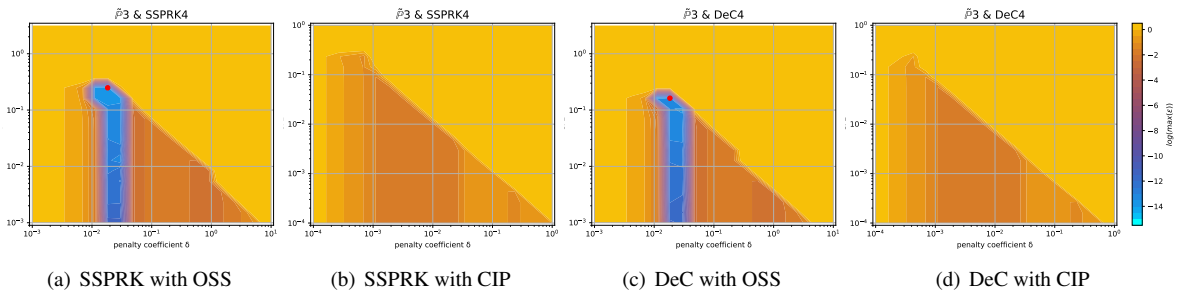 ℙ̃3 & SSPRK4
ℙ̃3 & SSPRK4
ℙ̃3 & DeC4
ℙ̃3 & DeC4
10⁰
10⁻¹
10⁻²
10⁻³
10⁻³ 10⁻² 10⁻¹ 10⁰ 10¹
penalty coefficient δ
10⁰
10⁻¹
10⁻²
10⁻³
10⁻⁴
10⁻⁴ 10⁻³ 10⁻² 10⁻¹ 10⁰
penalty coefficient δ
10⁰
10⁻¹
10⁻²
10⁻³
10⁻³ 10⁻² 10⁻¹ 10⁰ 10¹
penalty coefficient δ
10⁰
10⁻¹
10⁻²
10⁻³
10⁻⁴
10⁻⁴ 10⁻³ 10⁻² 10⁻¹ 10⁰
penalty coefficient δ
0
−2
−4
−6
−8
−10
−12
−14
log(max(ε))
(a) SSPRK with OSS
(b) SSPRK with CIP
(c) DeC with OSS
(d) DeC with CIP